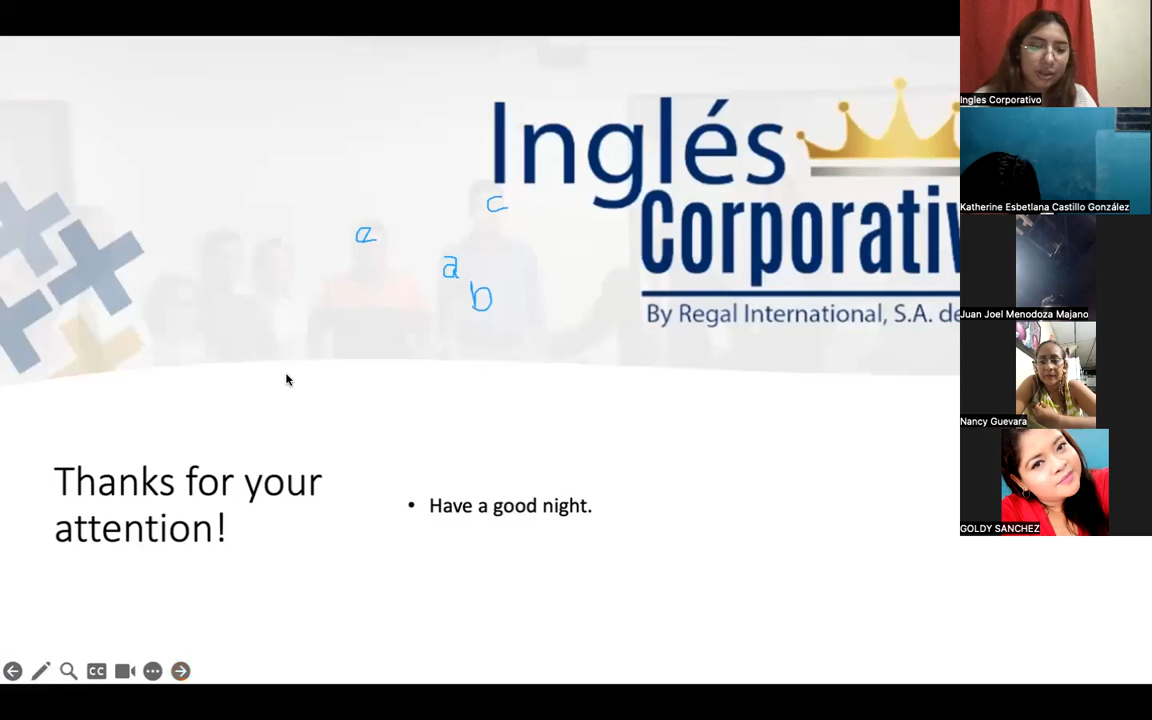 Inglés
Corporativ
By Regal International, S.A. de
c
a
a
b
Thanks for your
attention!
• Have a good night.
CC
Ingles Corporativo
Katherine Esbetlana Castillo González
Juan Joel Menodoza Majano
Nancy Guevara
GOLDY SANCHEZ